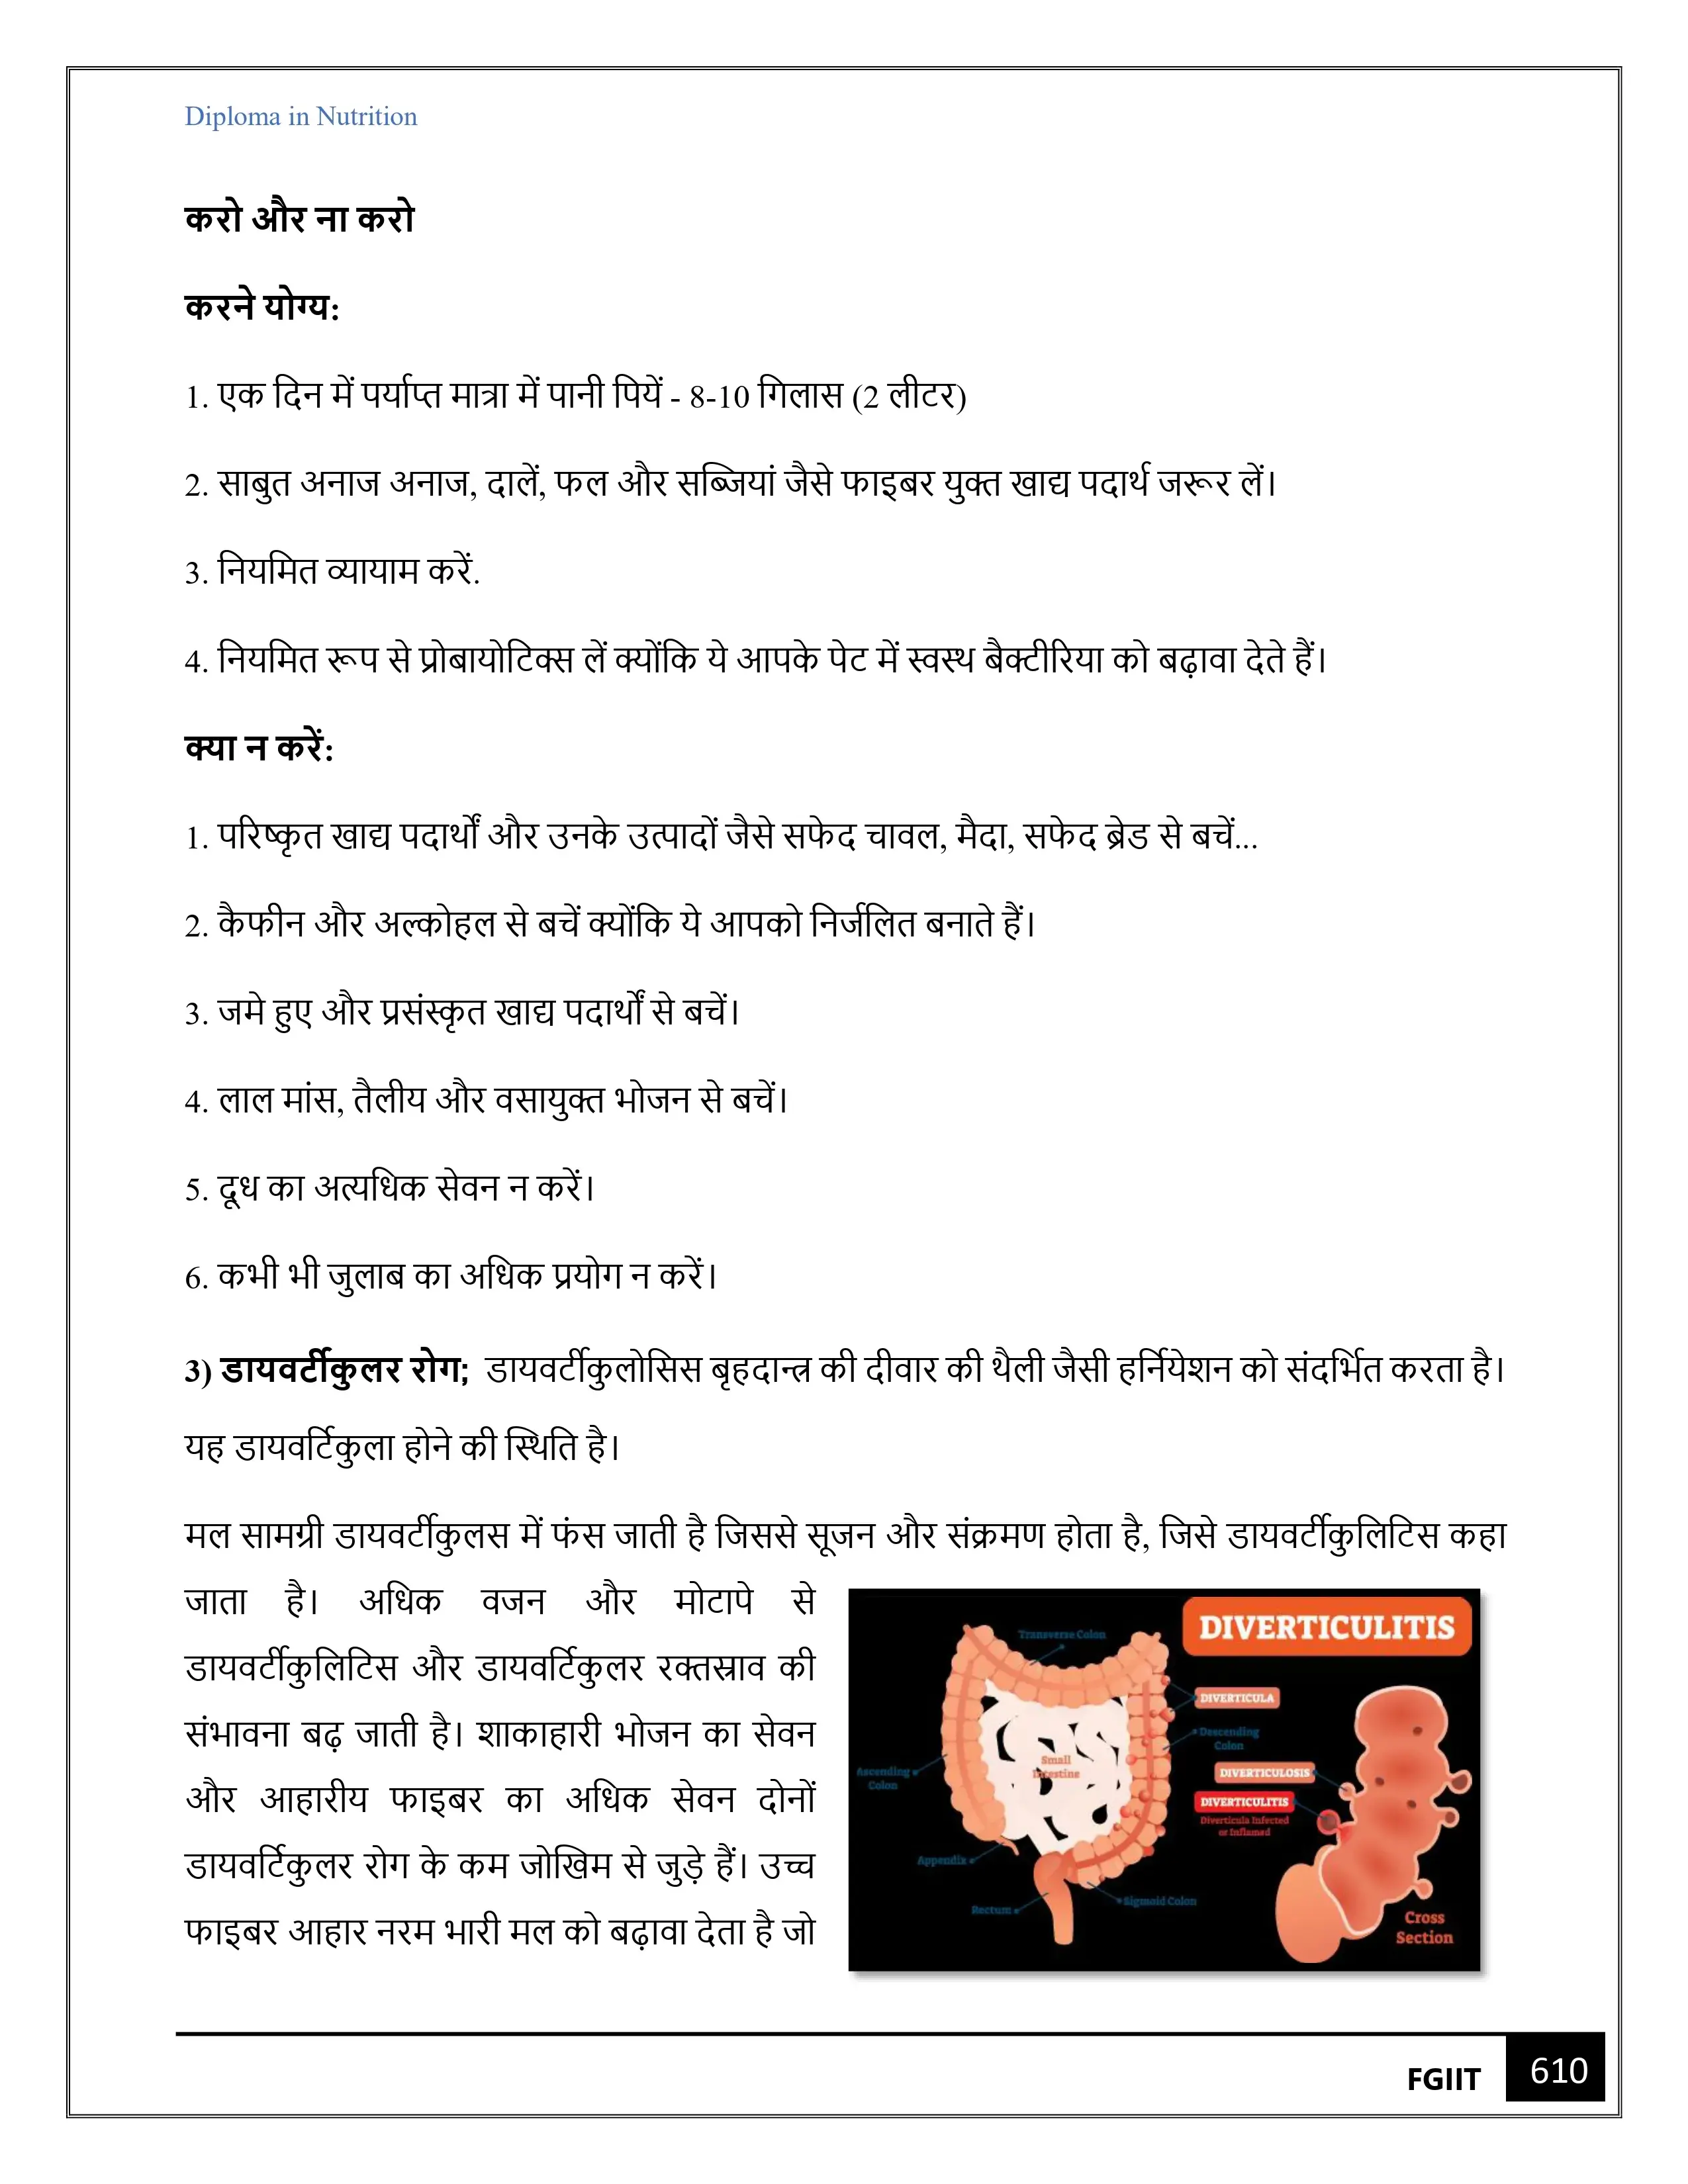 Diploma in Nutrition
करो और ना करो
करने योग्य:
1. एक दिन में पर्याप्त मात्रा में पानी पियें - 8-10 गिलास (2 लीटर)
2. साबुत अनाज अनाज, दालें, फल और सब्जियां जैसे फाइबर युक्त खाद्य पदार्थ जरूर लें।
3. नियमित व्यायाम करें.
4. नियमित रूप से प्रोबायोटिक्स लें क्योंकि ये आपके पेट में स्वस्थ बैक्टीरिया को बढ़ावा देते हैं।
क्या न करें:
1. परिष्कृत खाद्य पदार्थों और उनके उत्पादों जैसे सफेद चावल, मैदा, सफेद ब्रेड से बचें...
2. कैफीन और अल्कोहल से बचें क्योंकि ये आपको निर्जलित बनाते हैं।
3. जमे हुए और प्रसंस्कृत खाद्य पदार्थों से बचें।
4. लाल मांस, तैलीय और वसायुक्त भोजन से बचें।
5. दूध का अत्यधिक सेवन न करें।
6. कभी भी जुलाब का अधिक प्रयोग न करें।
3) डायवर्टीकुलर रोग; डायवर्टीकुलोसिस बृहदान्त्र की दीवार की थैली जैसी हर्नियेशन को संदर्भित करता है।
यह डायवर्टिकुला होने की स्थिति है।
मल सामग्री डायवर्टीकुलस में फंस जाती है जिससे सूजन और संक्रमण होता है, जिसे डायवर्टीकुलिटिस कहा
जाता है। अधिक वजन और मोटापे से
डायवर्टीकुलिटिस और डायवर्टिकुलर रक्तस्राव की
संभावना बढ़ जाती है। शाकाहारी भोजन का सेवन
और आहारीय फाइबर का अधिक सेवन दोनों
डायवर्टिकुलर रोग के कम जोखिम से जुड़े हैं। उच्च
फाइबर आहार नरम भारी मल को बढ़ावा देता है जो
DIVERTICULITIS
Transverse Colon
DIVERTICULA
Descending
Colon
Small
Intestine
Ascending
Colon
DIVERTICULOSIS
DIVERTICULITIS
Diverticula Infected
or Inflamed
Appendix
Sigmoid Colon
Rectum
Cross
Section
FGIIT
610